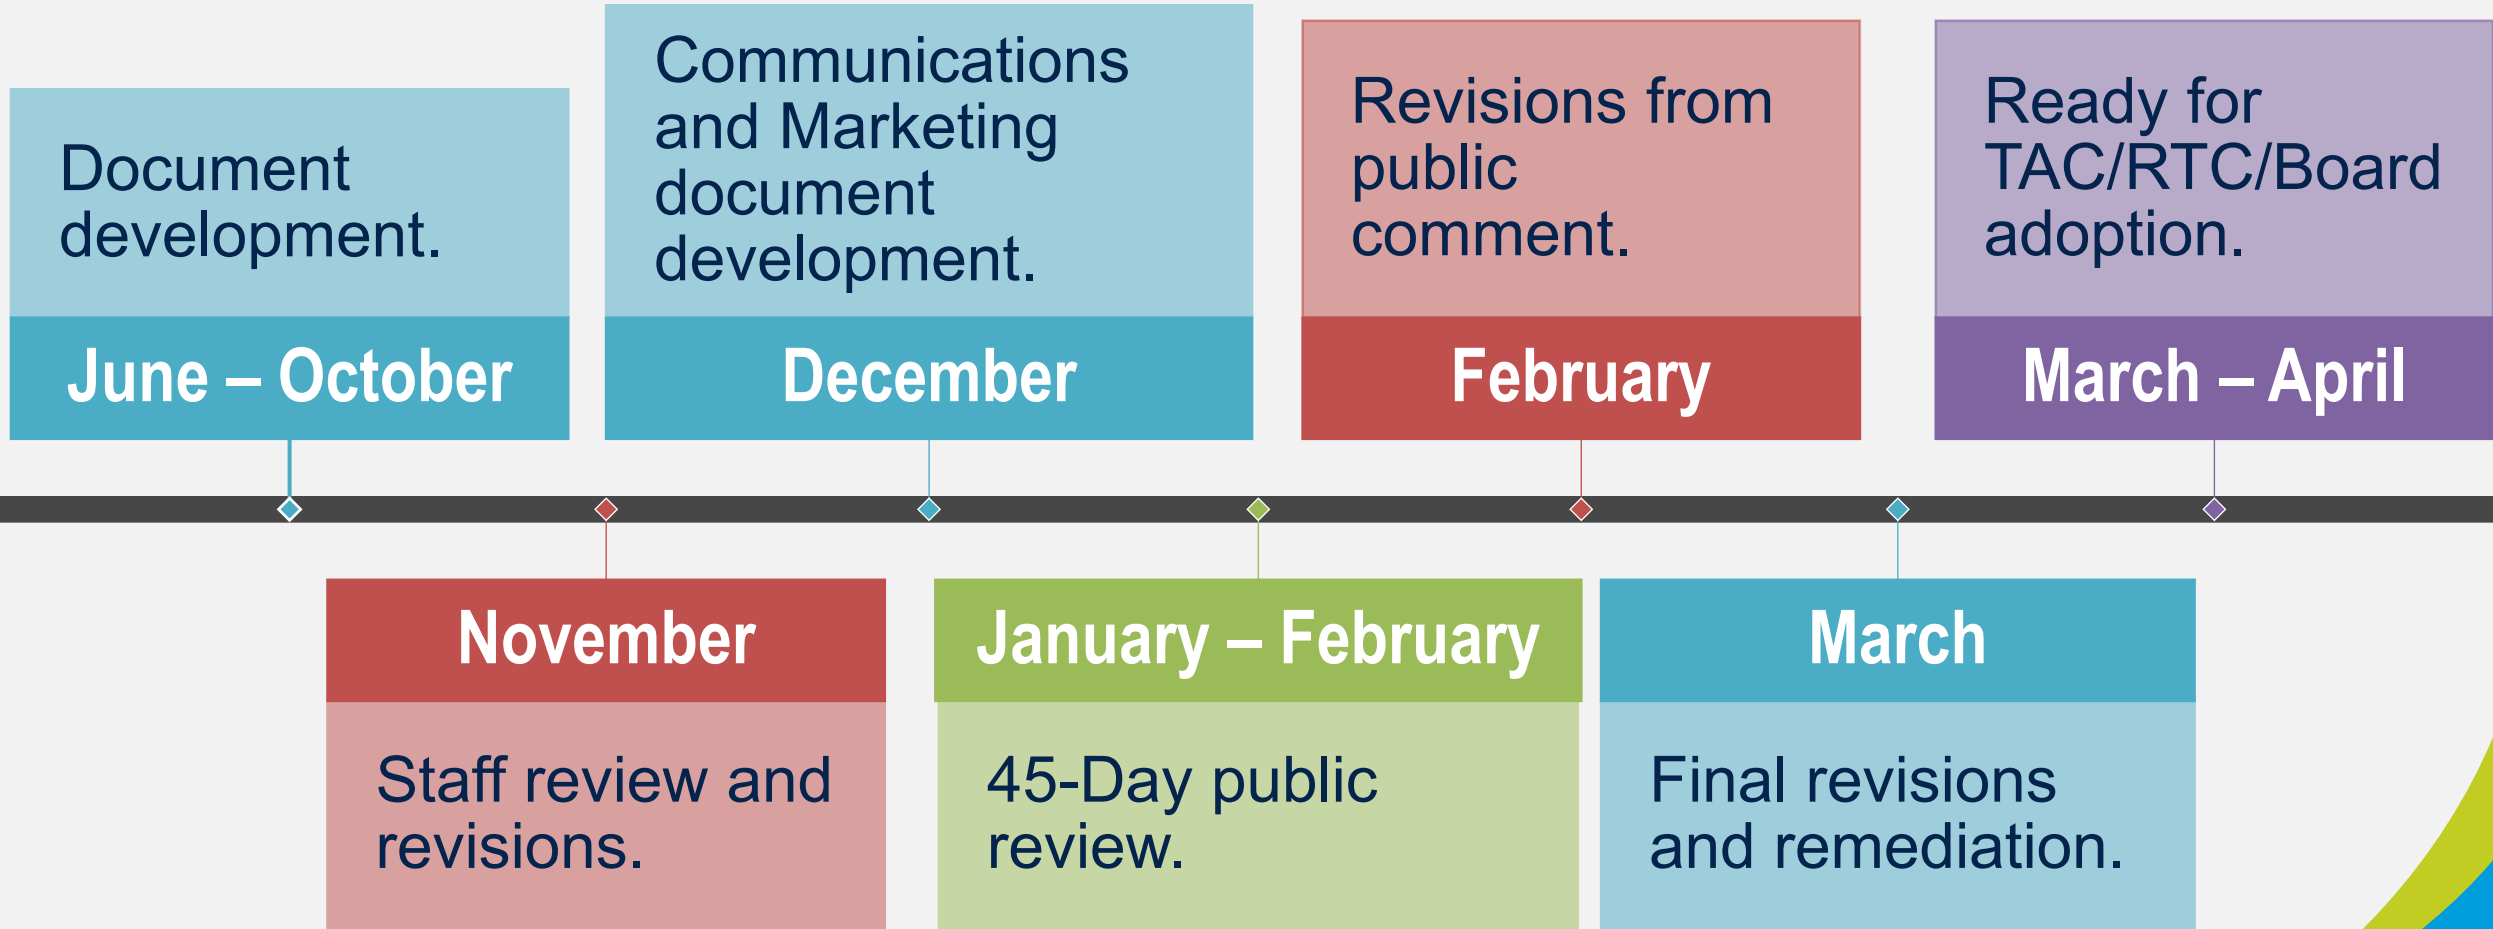 Document
development.
June – October
Communications
and Marketing
document
development.
December
Revisions from
public
comment.
February
Ready for
TAC/RTC/Board
adoption.
March – April
November
Staff review and
revisions.
January – February
45-Day public
review.
March
Final revisions
and remediation.